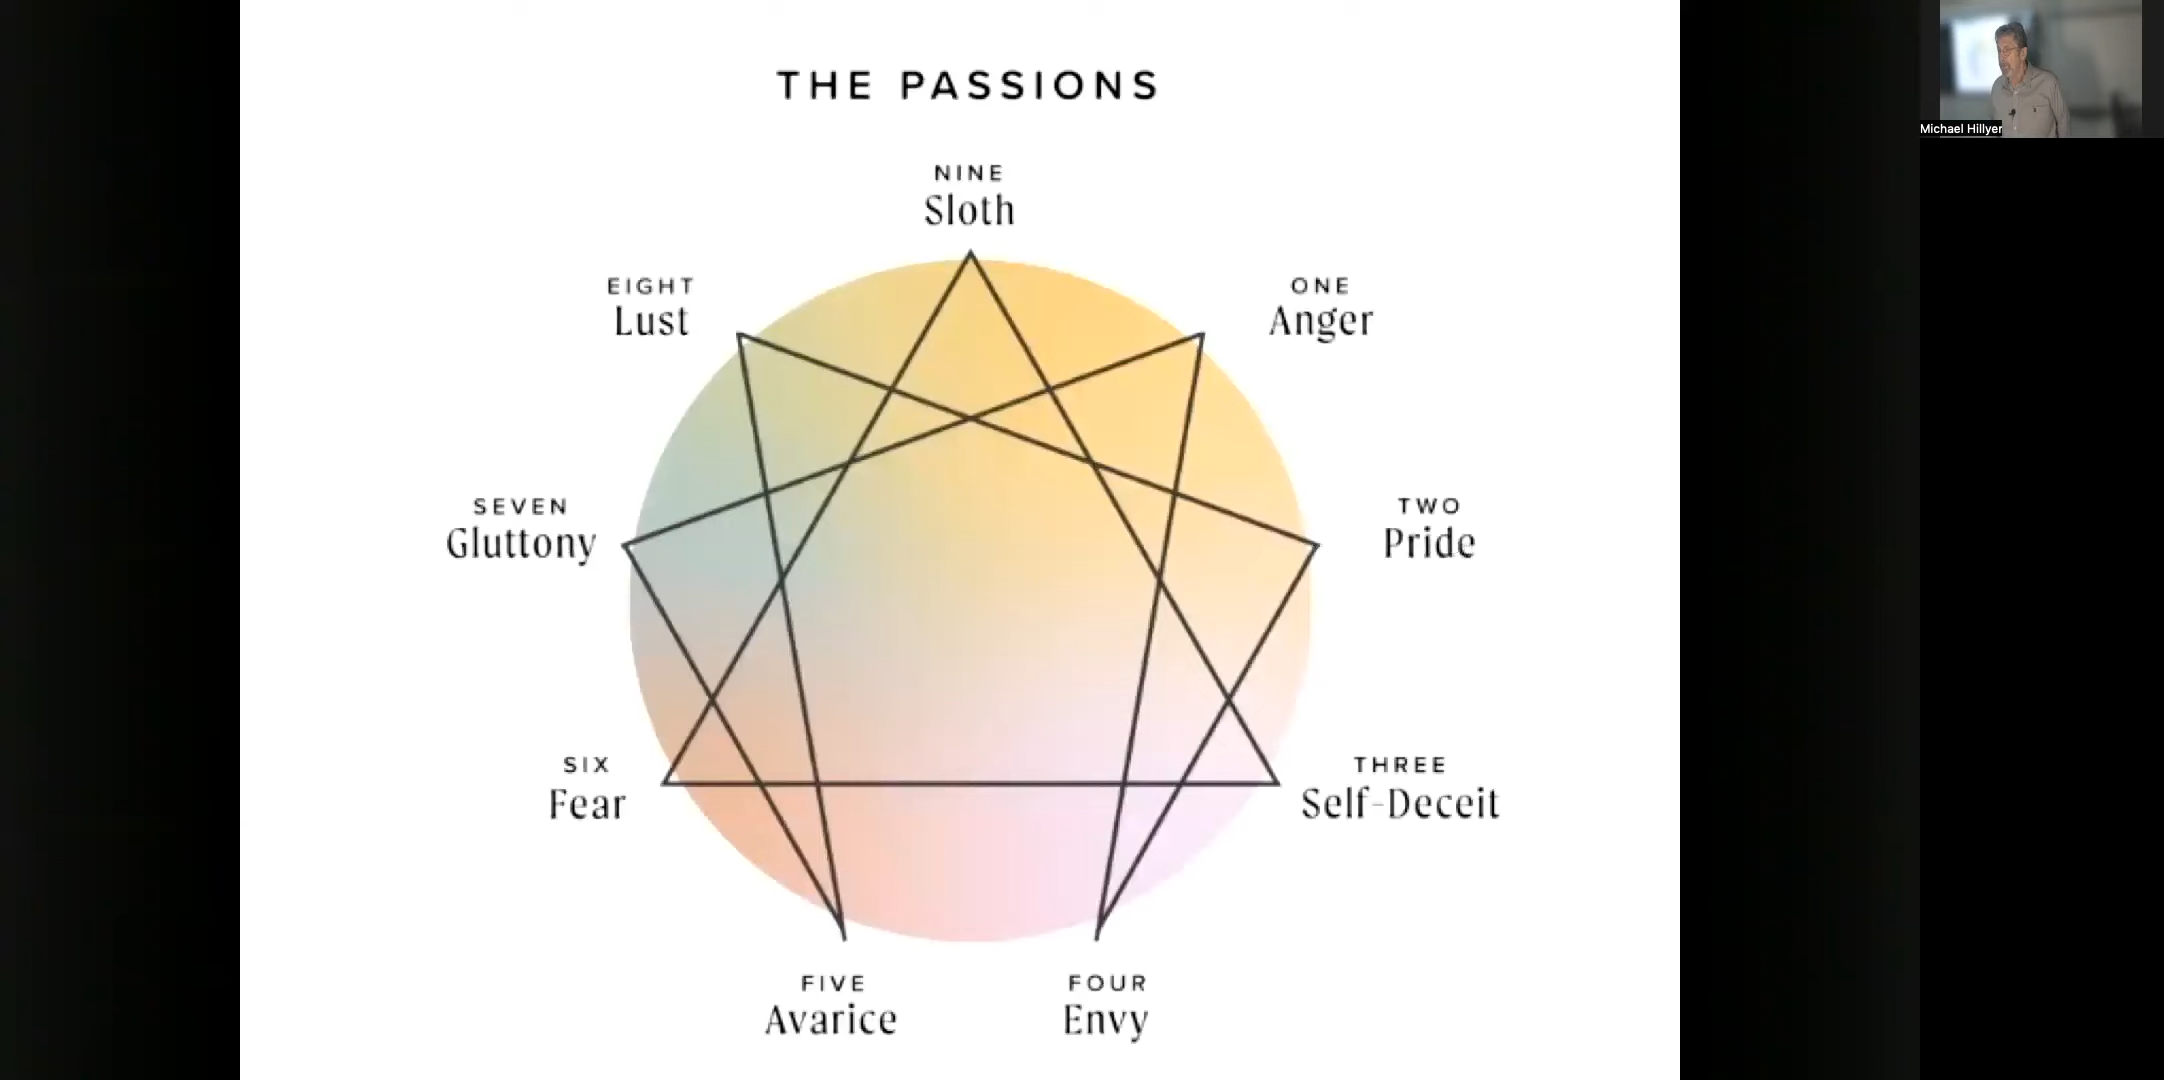 THE PASSIONS
NINE
Sloth
EIGHT
Lust
ONE
Anger
SEVEN
Gluttony
TWO
Pride
SIX
Fear
THREE
Self-Deceit
FIVE
Avarice
FOUR
Envy
Michael Hillyer